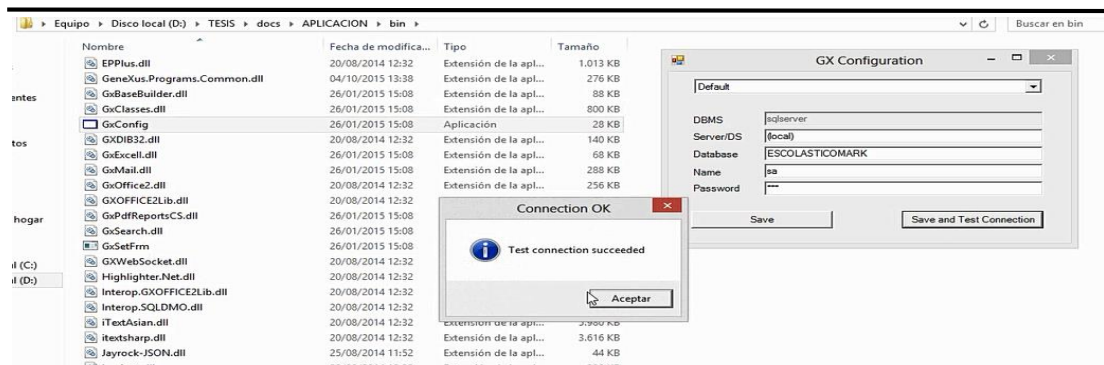 Equipo ▸ Disco local (D:) ▸ TESIS ▸ docs ▸ APLICACION ▸ bin ▸
Buscar en bin
Nombre Fecha de modifica... Tipo Tamaño
EPPlus.dll 20/08/2014 12:32 Extensión de la apl... 1.013 KB
GeneXus.Programs.Common.dll 04/10/2015 13:38 Extensión de la apl... 276 KB
GxBaseBuilder.dll 26/01/2015 15:08 Extensión de la apl... 88 KB
GxClasses.dll 26/01/2015 15:08 Extensión de la apl... 800 KB
GxConfig 26/01/2015 15:08 Aplicación 28 KB
GXDIB32.dll 20/08/2014 12:32 Extensión de la apl... 140 KB
GxExcell.dll 26/01/2015 15:08 Extensión de la apl... 68 KB
GxMail.dll 26/01/2015 15:08 Extensión de la apl... 288 KB
GxOffice2.dll 20/08/2014 12:32 Extensión de la apl... 256 KB
GXOFFICE2Lib.dll 20/08/2014 12:32
GxPdfReportsCS.dll 26/01/2015 15:08
GxSearch.dll 26/01/2015 15:08
GxSetFrm 26/01/2015 15:08
GXWebSocket.dll 20/08/2014 12:32
Highlighter.Net.dll 20/08/2014 12:32
Interop.GXOFFICE2Lib.dll 20/08/2014 12:32
Interop.SQLDMO.dll 20/08/2014 12:32
iTextAsian.dll 20/08/2014 12:32 Extensión de la apl... 3.980 KB
itextsharp.dll 20/08/2014 12:32 Extensión de la apl... 3.616 KB
Jayrock-JSON.dll 25/08/2014 11:52 Extensión de la apl... 44 KB
entes
tos
hogar
al (C:)
al (D:)
GX Configuration
Default
DBMS sqlserver
Server/DS (local)
Database ESCOLASTICOMARK
Name sa
Password ***
Save Save and Test Connection
Connection OK
Test connection succeeded
Aceptar